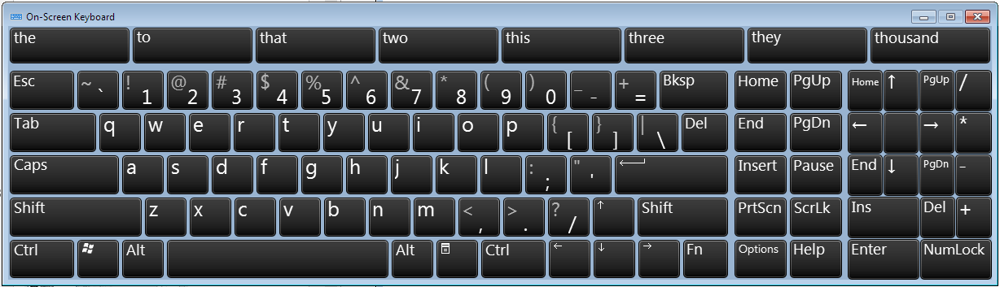 On-Screen Keyboard
the to that two this three they thousand
Esc ~ ` ! 1 @ 2 # 3 $ 4 % 5 ^ 6 & 7 * 8 ( 9 ) 0 _ - + = Bksp Home PgUp Home ↑ PgUp /
Tab q w e r t y u i o p { [ } ] | \ Del End PgDn ← → *
Caps a s d f g h j k l : ; " ' Insert Pause End ↓ PgDn -
Shift z x c v b n m < , > . ? / ↑ Shift PrtScn ScrLk Ins Del +
Ctrl Alt Alt Ctrl ← ↓ → Fn Options Help Enter NumLock